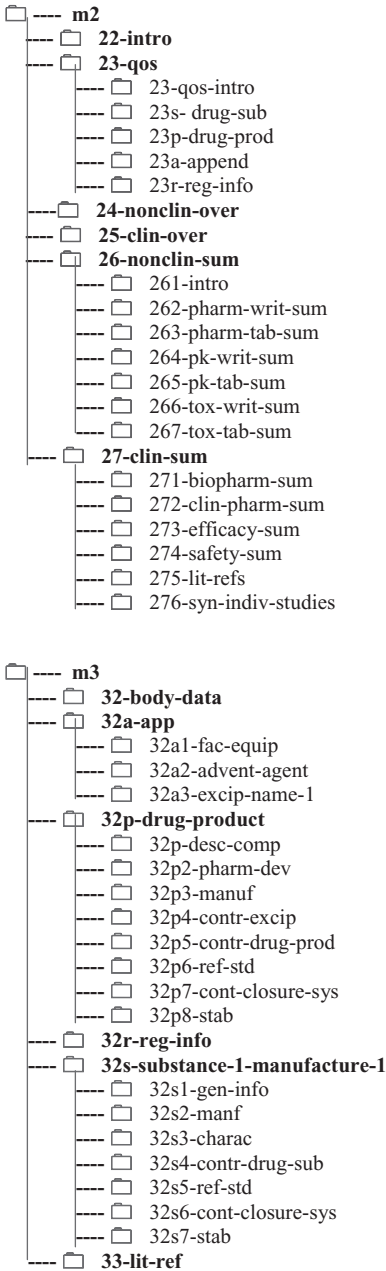 ---- m2
---- 22-intro
---- 23-qos
---- 23-qos-intro
---- 23s- drug-sub
---- 23p-drug-prod
---- 23a-append
---- 23r-reg-info
---- 24-nonclin-over
---- 25-clin-over
---- 26-nonclin-sum
---- 261-intro
---- 262-pharm-writ-sum
---- 263-pharm-tab-sum
---- 264-pk-writ-sum
---- 265-pk-tab-sum
---- 266-tox-writ-sum
---- 267-tox-tab-sum
---- 27-clin-sum
---- 271-biopharm-sum
---- 272-clin-pharm-sum
---- 273-efficacy-sum
---- 274-safety-sum
---- 275-lit-refs
---- 276-syn-indiv-studies
---- m3
---- 32-body-data
---- 32a-app
---- 32a1-fac-equip
---- 32a2-advent-agent
---- 32a3-excip-name-1
---- 32p-drug-product
---- 32p-desc-comp
---- 32p2-pharm-dev
---- 32p3-manuf
---- 32p4-contr-excip
---- 32p5-contr-drug-prod
---- 32p6-ref-std
---- 32p7-cont-closure-sys
---- 32p8-stab
---- 32r-reg-info
---- 32s-substance-1-manufacture-1
---- 32s1-gen-info
---- 32s2-manf
---- 32s3-charac
---- 32s4-contr-drug-sub
---- 32s5-ref-std
---- 32s6-cont-closure-sys
---- 32s7-stab
---- 33-lit-ref